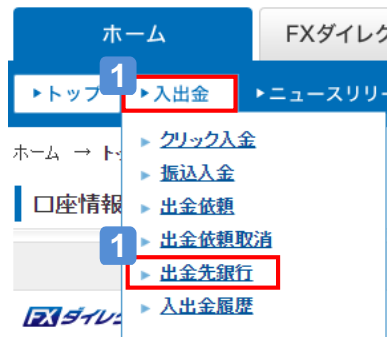 ホーム FXダイレク
▸トップ 1 ▸入出金 ▸ニュースリリー
ホーム → ト
クリック入金
振込入金
口座情報 出金依頼
1 出金依頼取消
出金先銀行
FXダイレ 入出金履歴